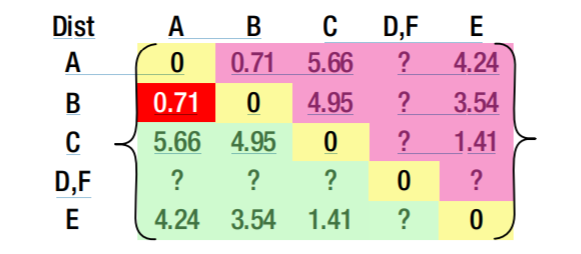 Dist A B C D,F E
A 0 0.71 5.66 ? 4.24
B 0.71 0 4.95 ? 3.54
C 5.66 4.95 0 ? 1.41
D,F ? ? ? 0 ?
E 4.24 3.54 1.41 ? 0